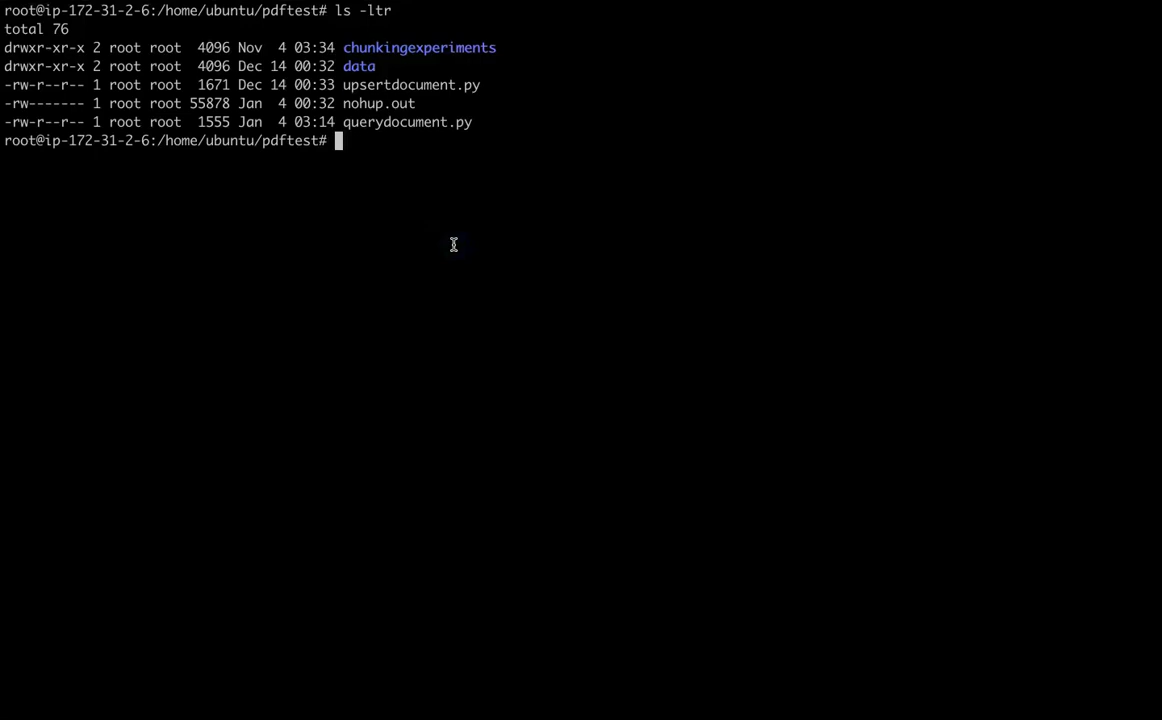 root@ip-172-31-2-6:/home/ubuntu/pdftest# ls -ltr
total 76
drwxr-xr-x 2 root root  4096 Nov  4 03:34 chunkingexperiments
drwxr-xr-x 2 root root  4096 Dec 14 00:32 data
-rw-r--r-- 1 root root  1671 Dec 14 00:33 upsertdocument.py
-rw------- 1 root root 55878 Jan  4 00:32 nohup.out
-rw-r--r-- 1 root root  1555 Jan  4 03:14 querydocument.py
root@ip-172-31-2-6:/home/ubuntu/pdftest#